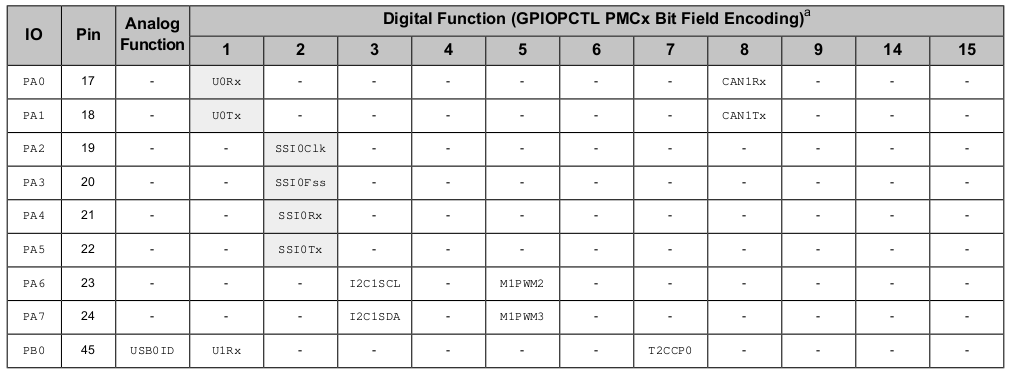 IO Pin Analog Function Digital Function (GPIOPCTL PMCx Bit Field Encoding)a
1 2 3 4 5 6 7 8 9 14 15
PA0 17 - U0Rx - - - - - - CAN1Rx - - -
PA1 18 - U0Tx - - - - - - CAN1Tx - - -
PA2 19 - - SSI0Clk - - - - - - - - -
PA3 20 - - SSI0Fss - - - - - - - - -
PA4 21 - - SSI0Rx - - - - - - - - -
PA5 22 - - SSI0Tx - - - - - - - - -
PA6 23 - - - I2C1SCL - M1PWM2 - - - - - -
PA7 24 - - - I2C1SDA - M1PWM3 - - - - - -
PB0 45 USB0ID U1Rx - - - - - T2CCP0 - - - -